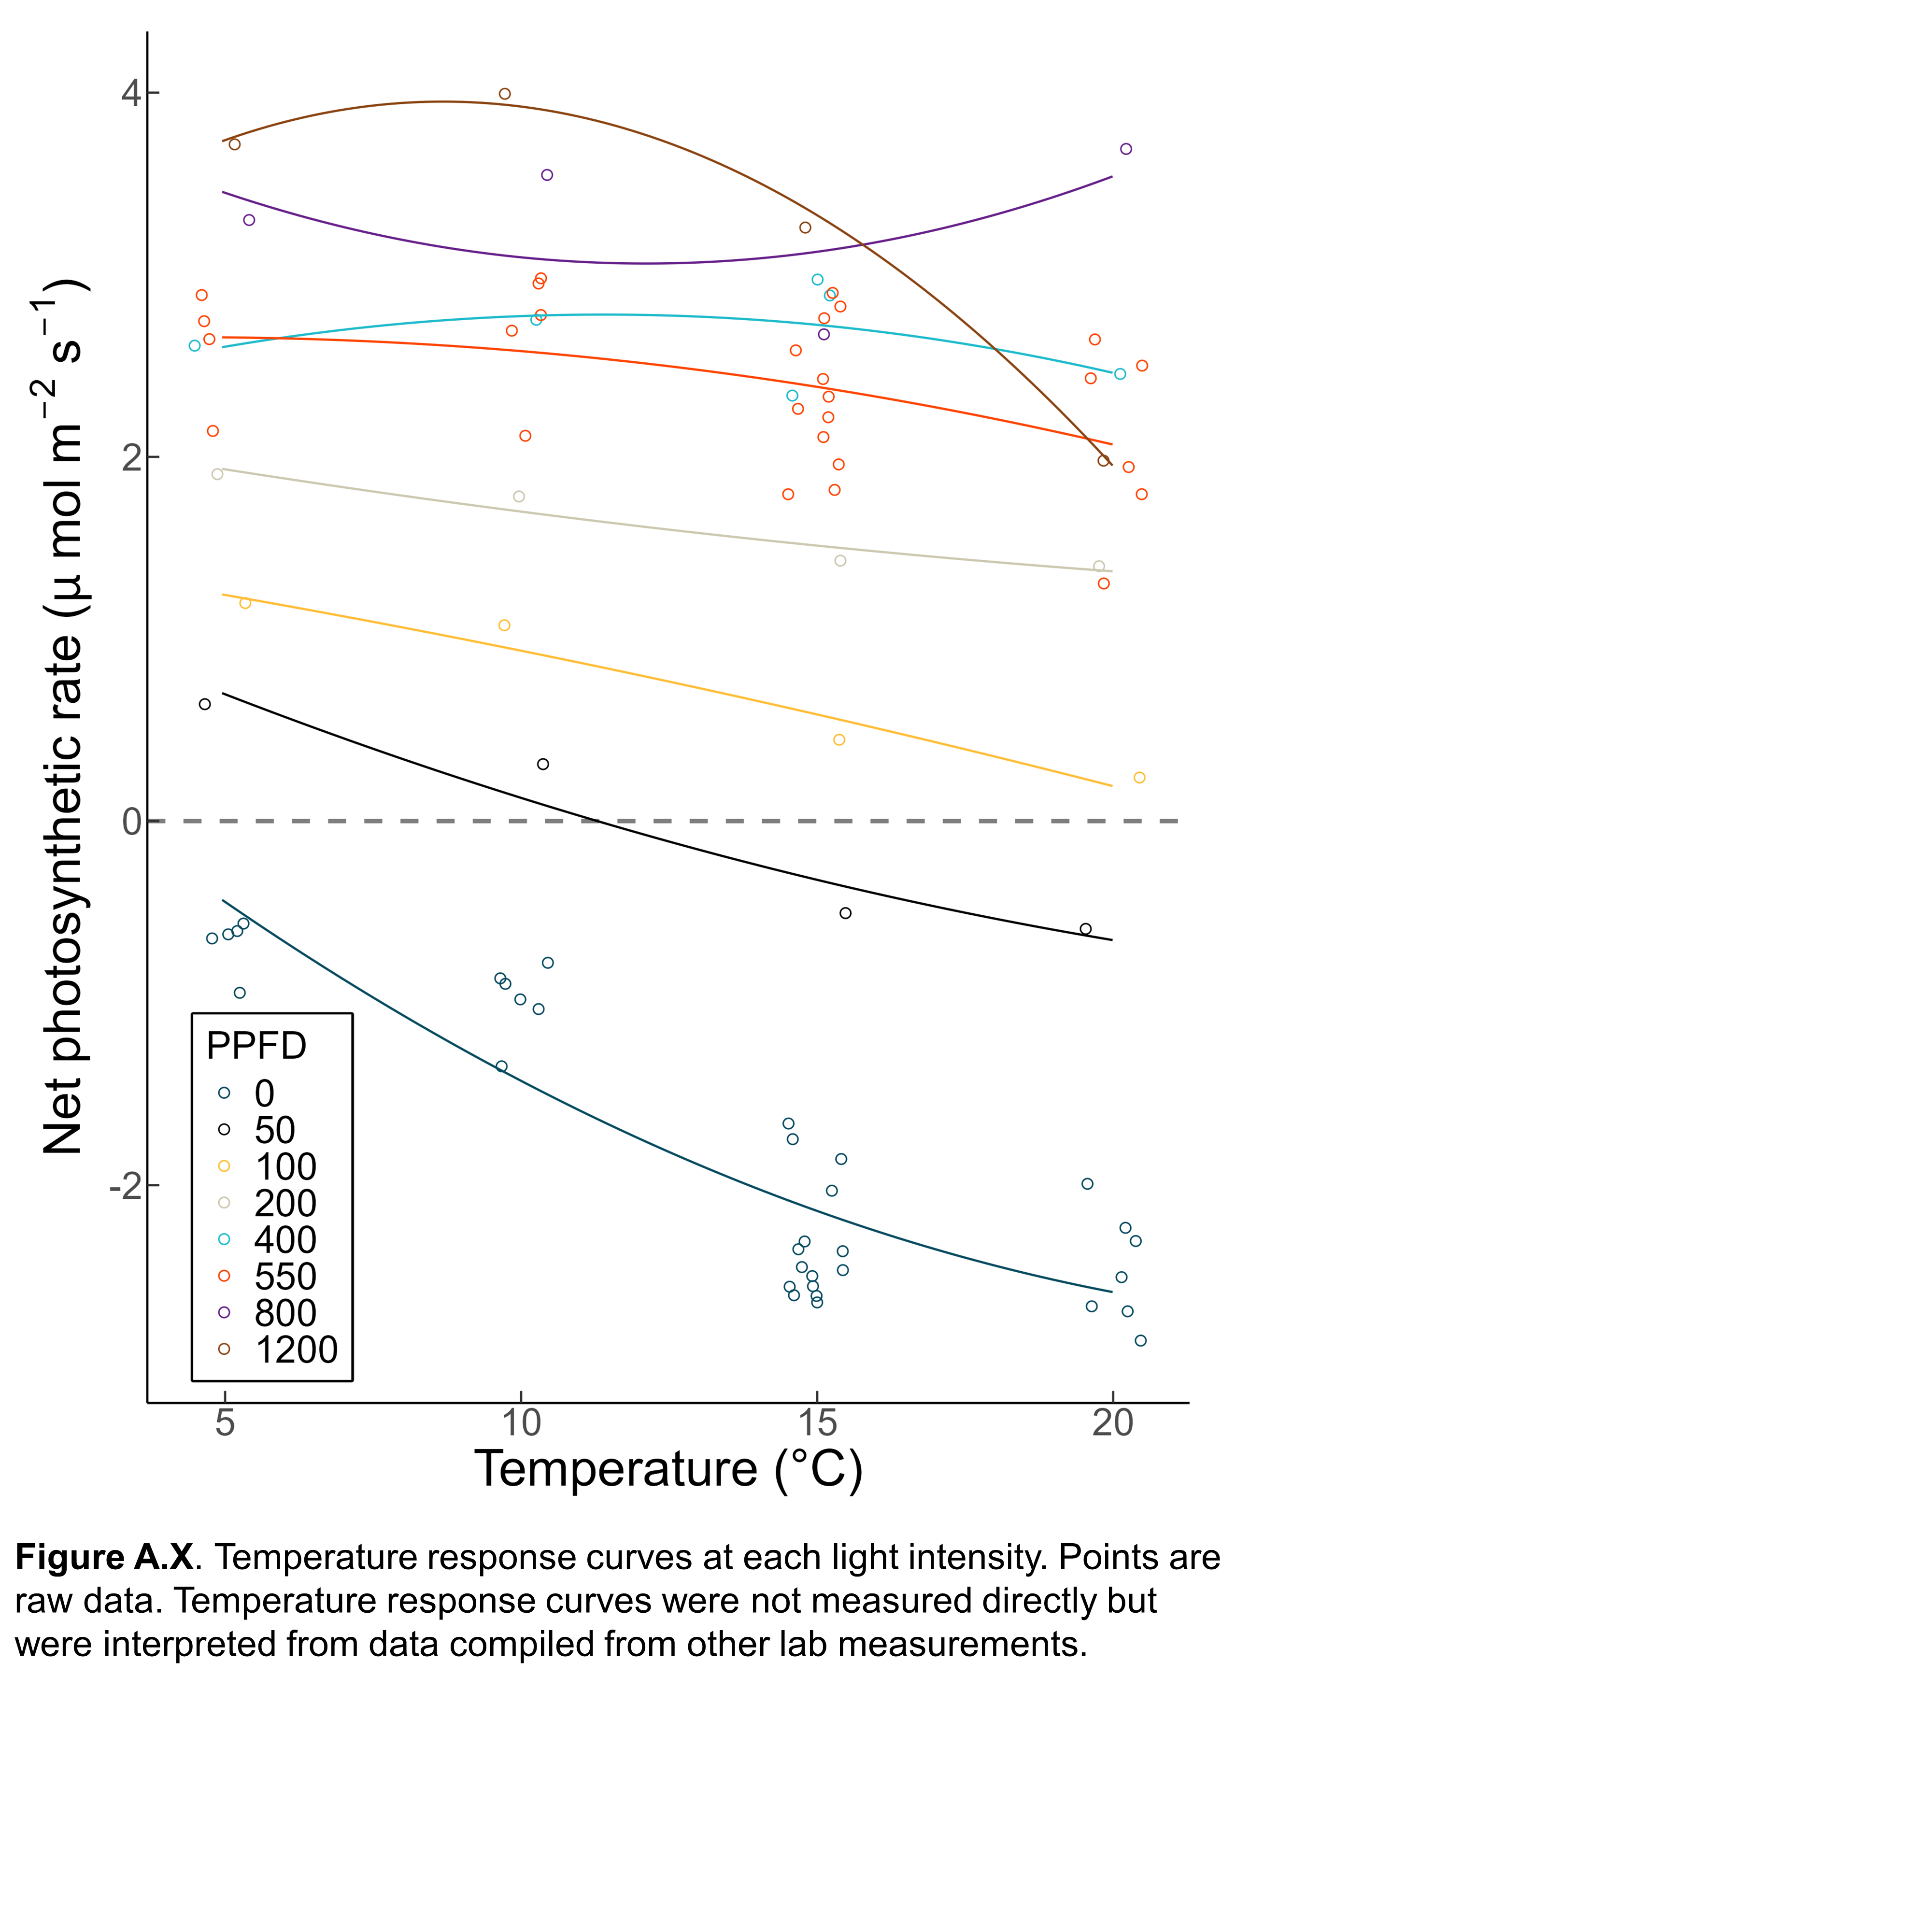 4
2
0
-2
Net photosynthetic rate (μ mol m⁻² s⁻¹)
PPFD
0
50
100
200
400
550
800
1200
5 10 15 20
Temperature (°C)
Figure A.X. Temperature response curves at each light intensity. Points are
raw data. Temperature response curves were not measured directly but
were interpreted from data compiled from other lab measurements.